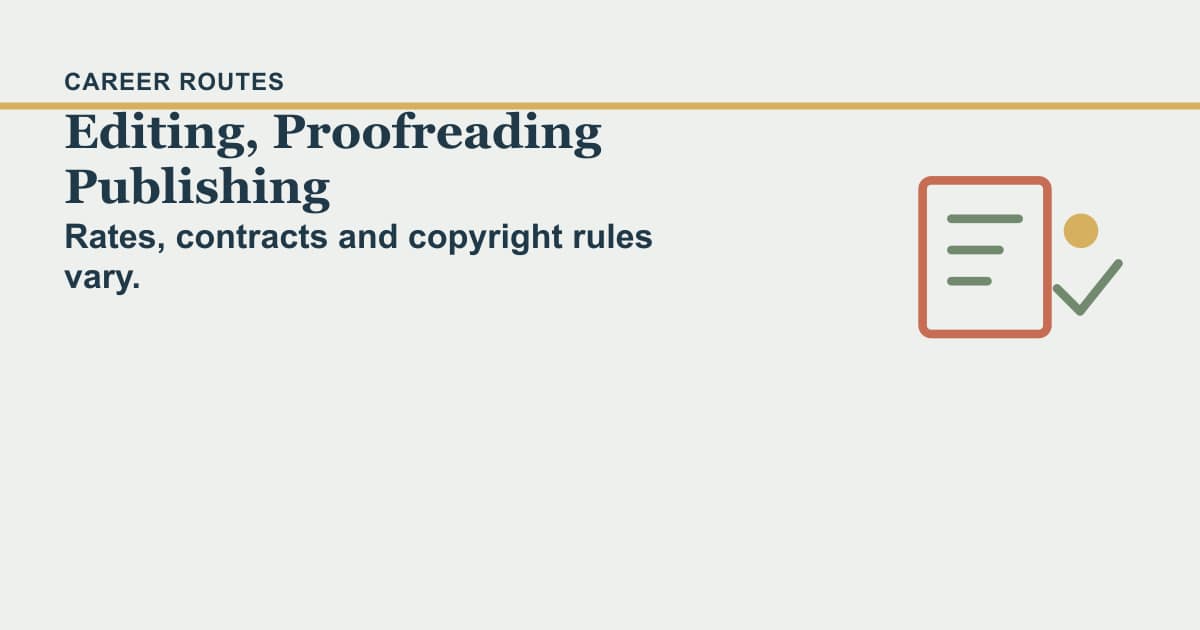 CAREER ROUTES
Editing, Proofreading
Publishing
Rates, contracts and copyright rules
vary.